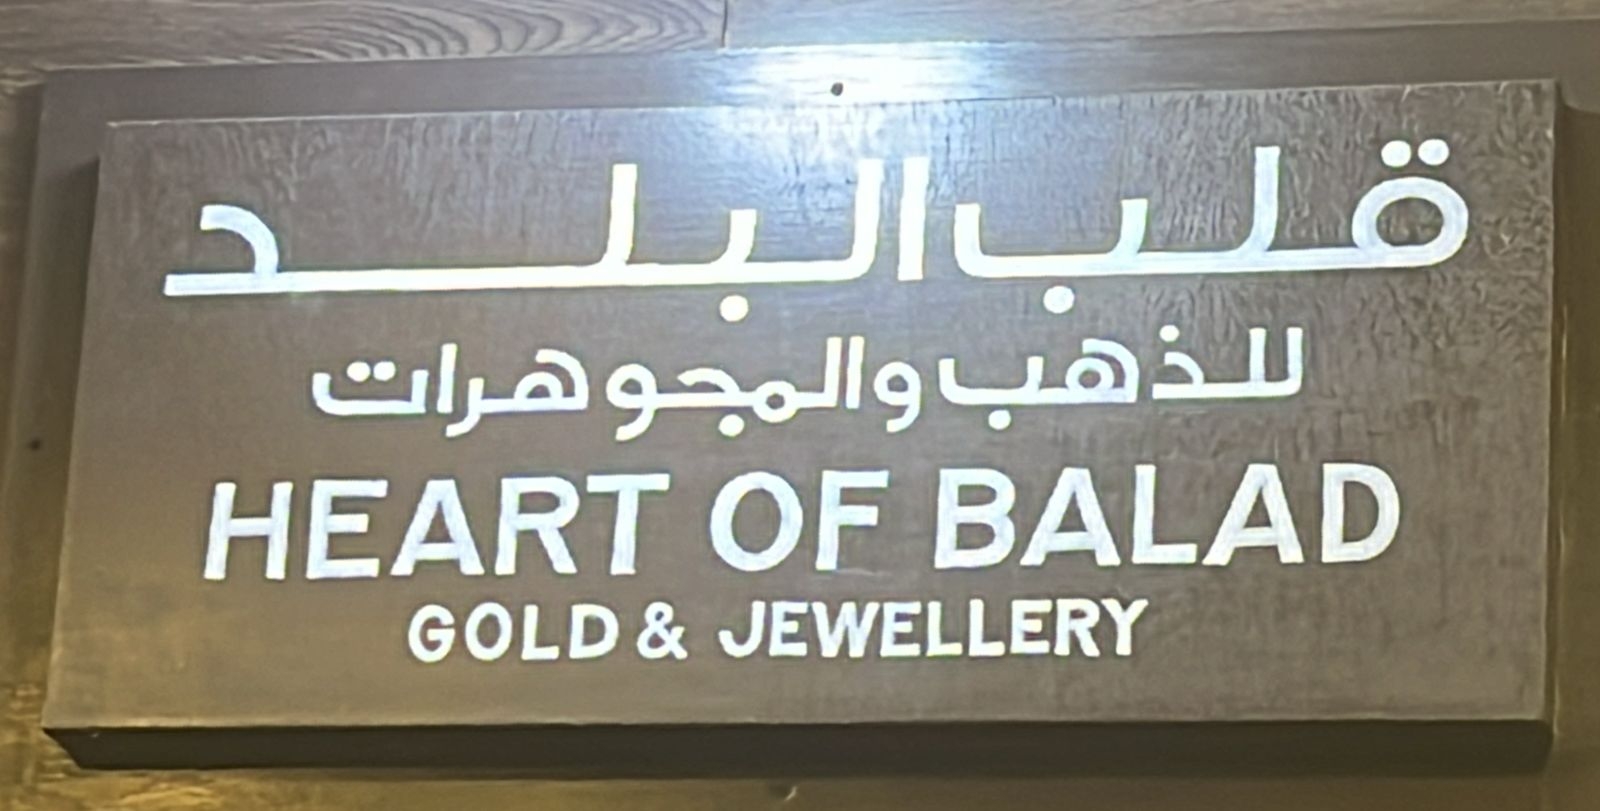 قلب البلد
للذهب والمجوهرات
HEART OF BALAD
GOLD & JEWELLERY